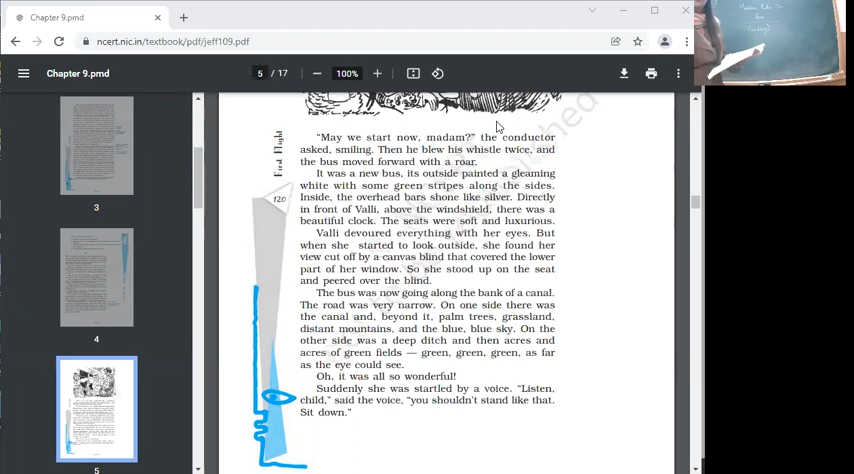 Chapter 9.pmd
ncert.nic.in/textbook/pdf/jeff109.pdf
Chapter 9.pmd
5 / 17
100%
3
4
5
First Flight
120
"May we start now, madam?" the conductor
asked, smiling. Then he blew his whistle twice, and
the bus moved forward with a roar.
It was a new bus, its outside painted a gleaming
white with some green stripes along the sides.
Inside, the overhead bars shone like silver. Directly
in front of Valli, above the windshield, there was a
beautiful clock. The seats were soft and luxurious.
Valli devoured everything with her eyes. But
when she started to look outside, she found her
view cut off by a canvas blind that covered the lower
part of her window. So she stood up on the seat
and peered over the blind.
The bus was now going along the bank of a canal.
The road was very narrow. On one side there was
the canal and, beyond it, palm trees, grassland,
distant mountains, and the blue, blue sky. On the
other side was a deep ditch and then acres and
acres of green fields — green, green, green, as far
as the eye could see.
Oh, it was all so wonderful!
Suddenly she was startled by a voice. "Listen,
child," said the voice, "you shouldn't stand like that.
Sit down."